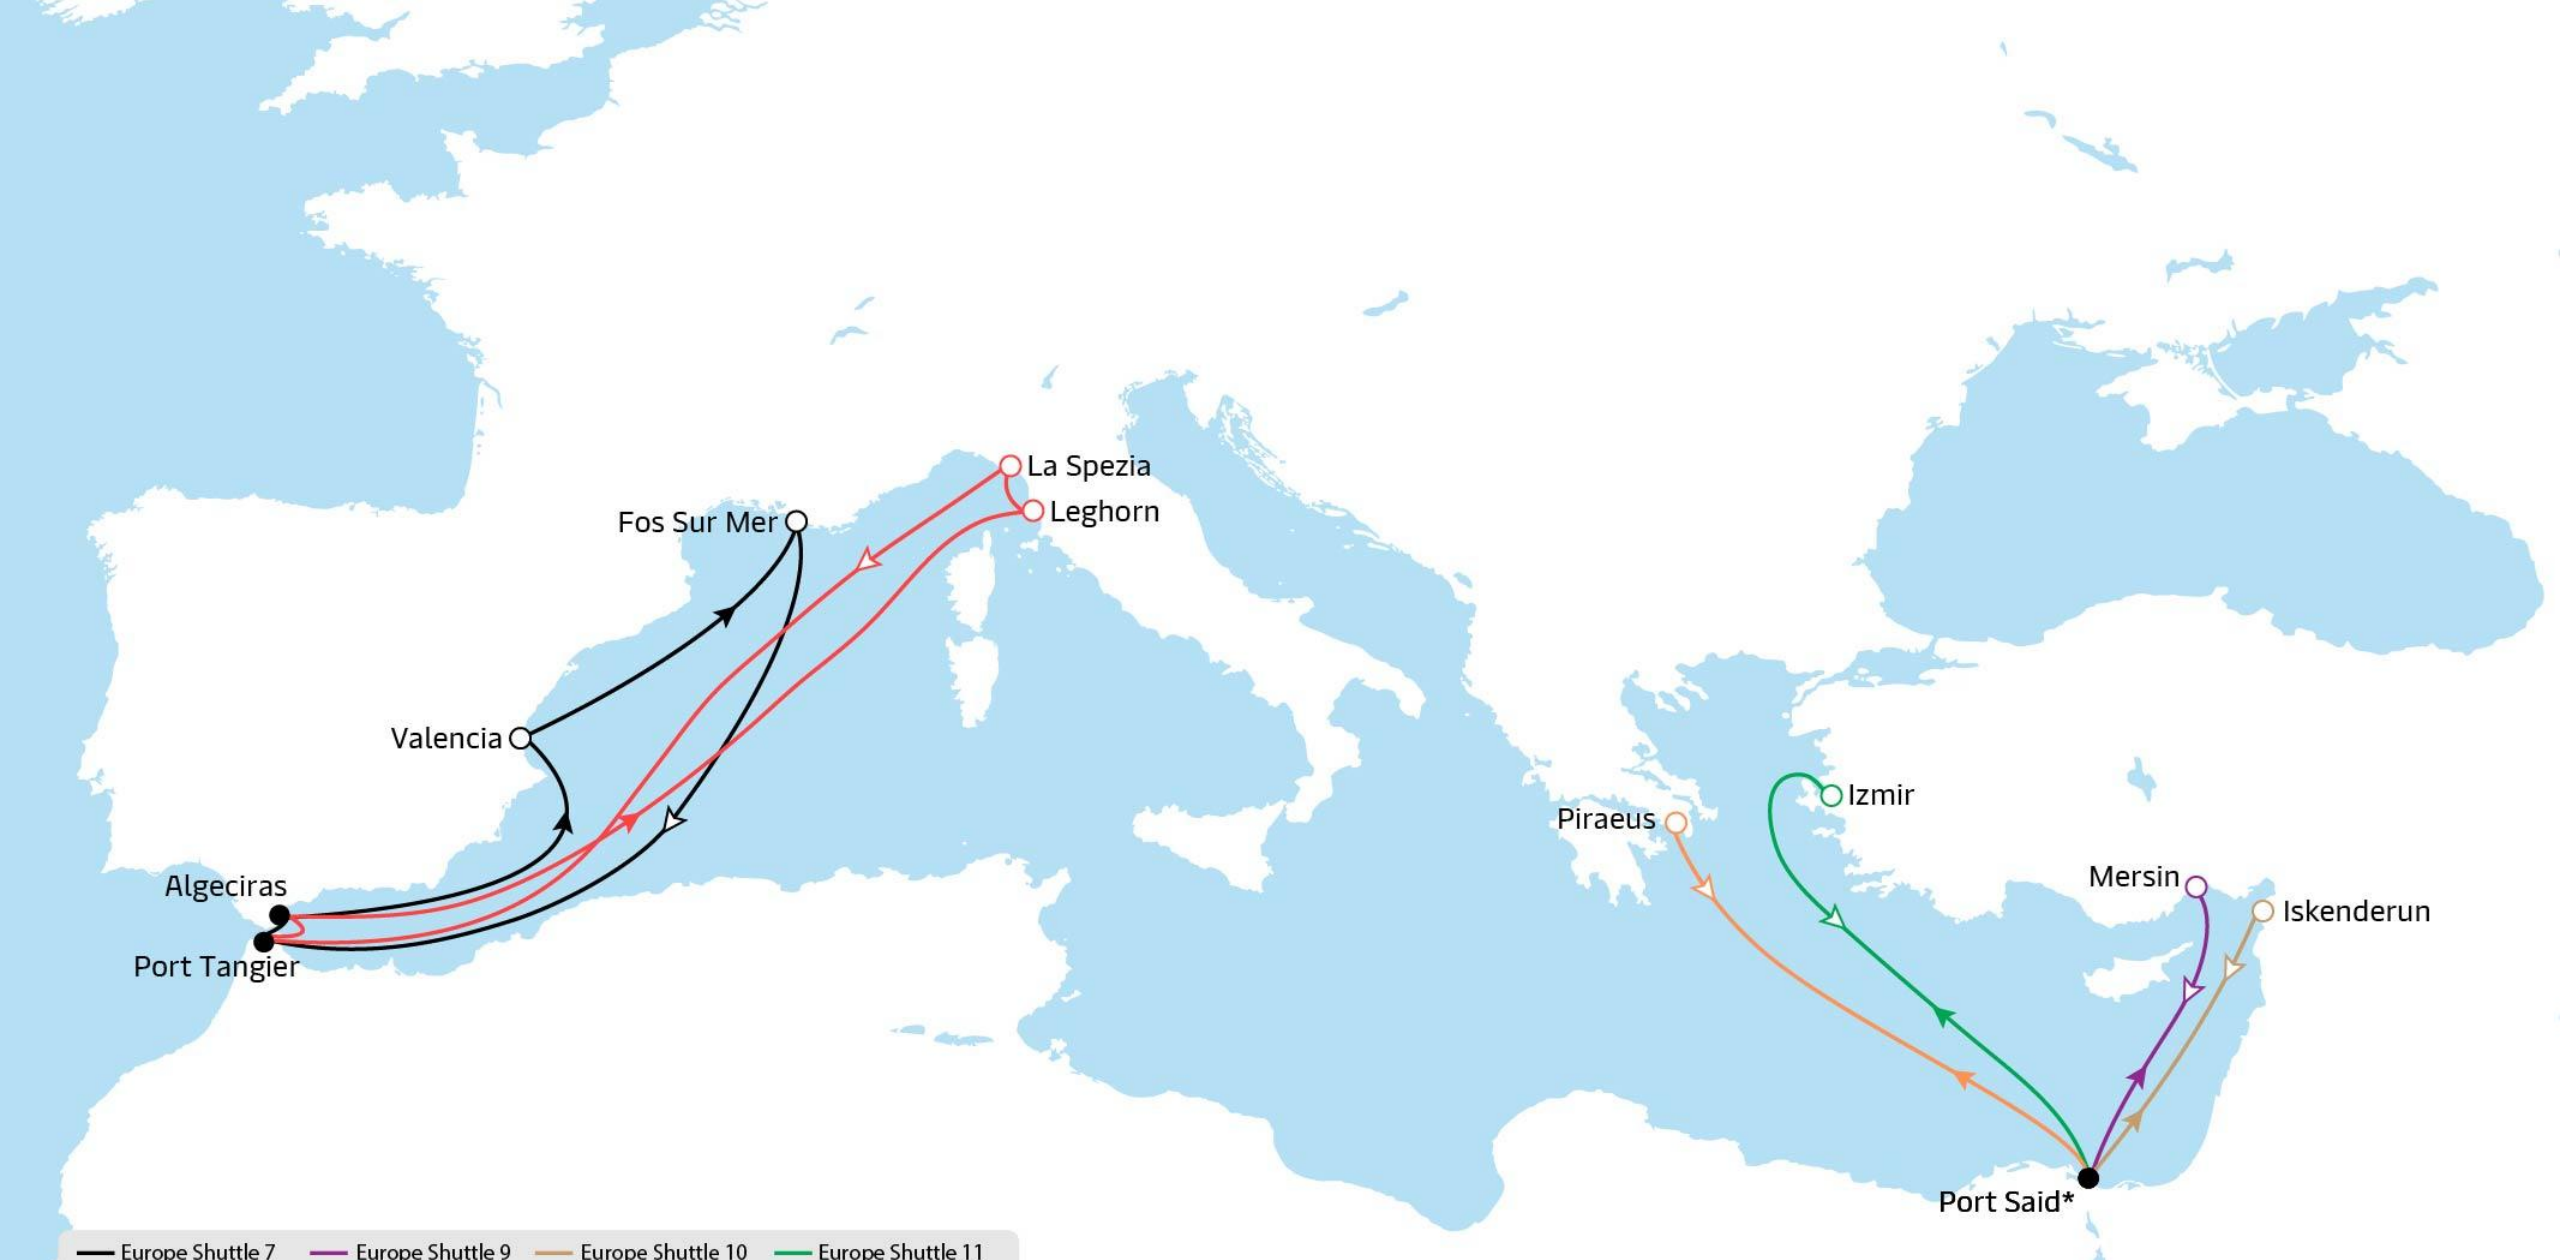 La Spezia
Fos Sur Mer
Leghorn
Valencia
Izmir
Piraeus
Mersin
Algeciras
Iskenderun
Port Tangier
Port Said*
Europe Shuttle 7
Europe Shuttle 9
Europe Shuttle 10
Europe Shuttle 11